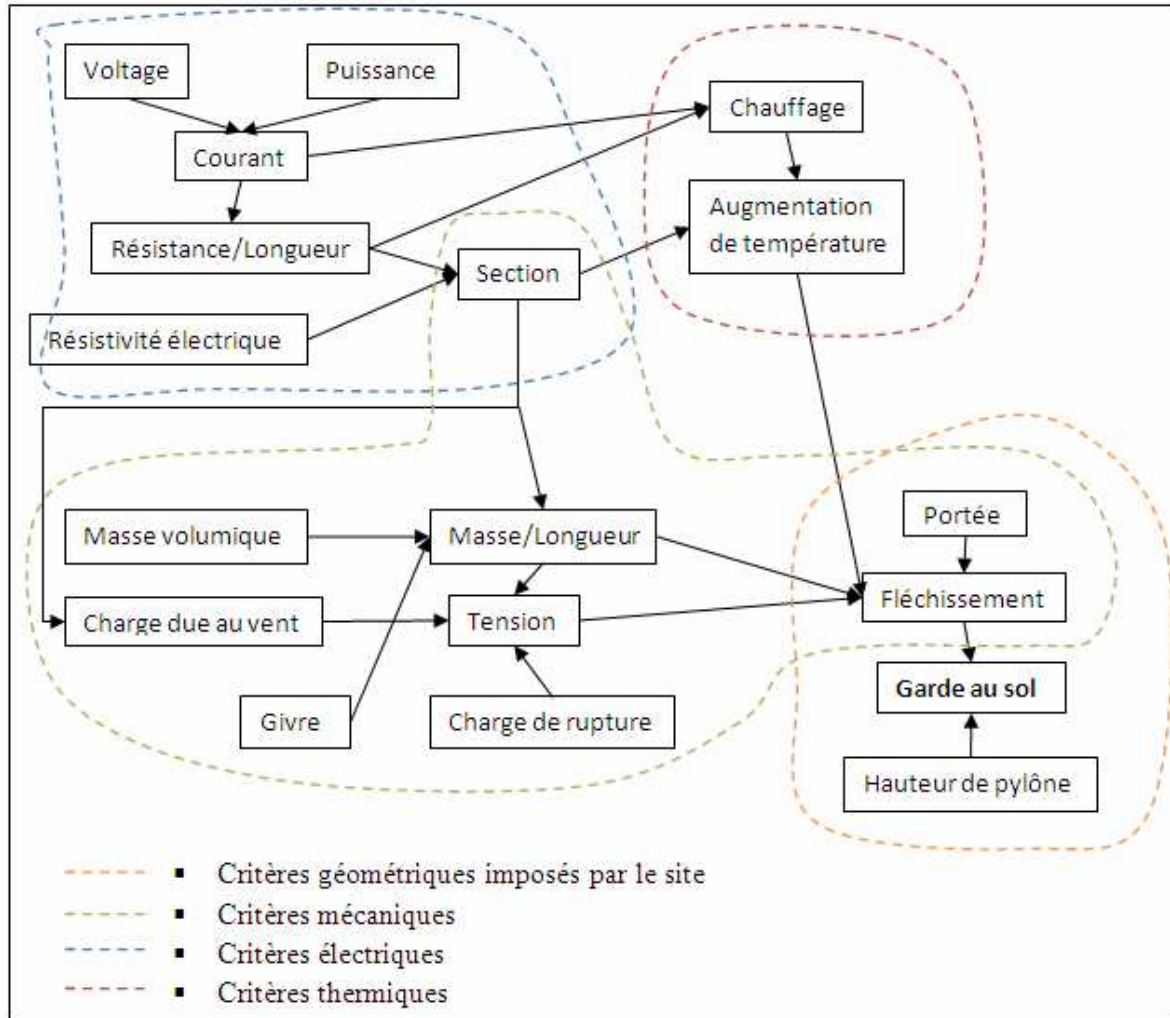 Voltage
Puissance
Chauffage
Courant
Augmentation
de température
Résistance/Longueur
Section
Résistivité électrique
Portée
Masse volumique
Masse/Longueur
Fléchissement
Charge due au vent
Tension
Garde au sol
Givre
Charge de rupture
Hauteur de pylône
▪ Critères géométriques imposés par le site
▪ Critères mécaniques
▪ Critères électriques
▪ Critères thermiques